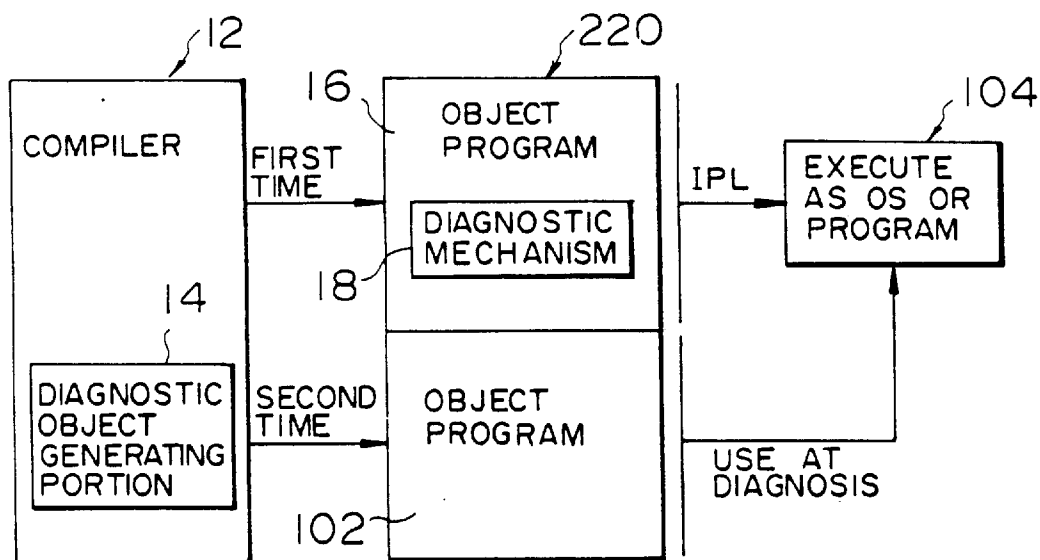 12
COMPILER
14
DIAGNOSTIC
OBJECT
GENERATING
PORTION
FIRST
TIME
SECOND
TIME
220
16
OBJECT
PROGRAM
DIAGNOSTIC
MECHANISM
18
OBJECT
PROGRAM
102
IPL
104
EXECUTE
AS OS OR
PROGRAM
USE AT
DIAGNOSIS